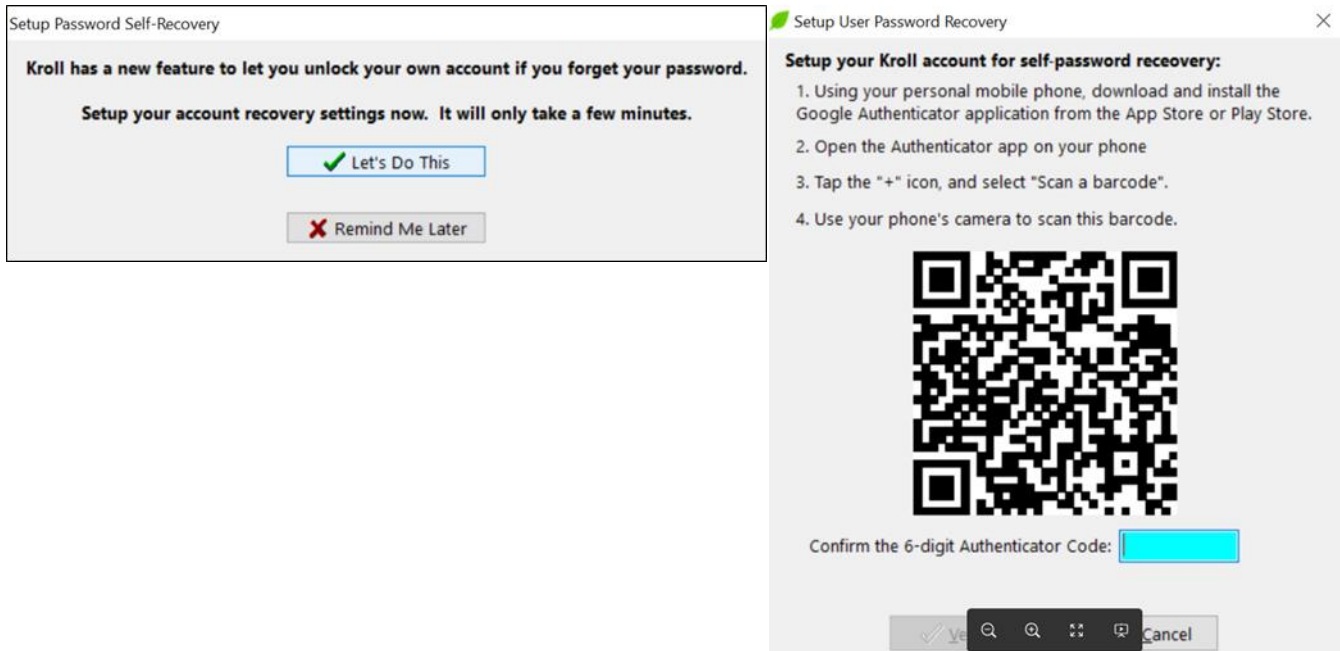 Setup Password Self-Recovery
Kroll has a new feature to let you unlock your own account if you forget your password.
Setup your account recovery settings now. It will only take a few minutes.
Let's Do This
Remind Me Later
Setup User Password Recovery
Setup your Kroll account for self-password receovery:
1. Using your personal mobile phone, download and install the
Google Authenticator application from the App Store or Play Store.
2. Open the Authenticator app on your phone
3. Tap the "+" icon, and select "Scan a barcode".
4. Use your phone's camera to scan this barcode.
Confirm the 6-digit Authenticator Code:
Cancel